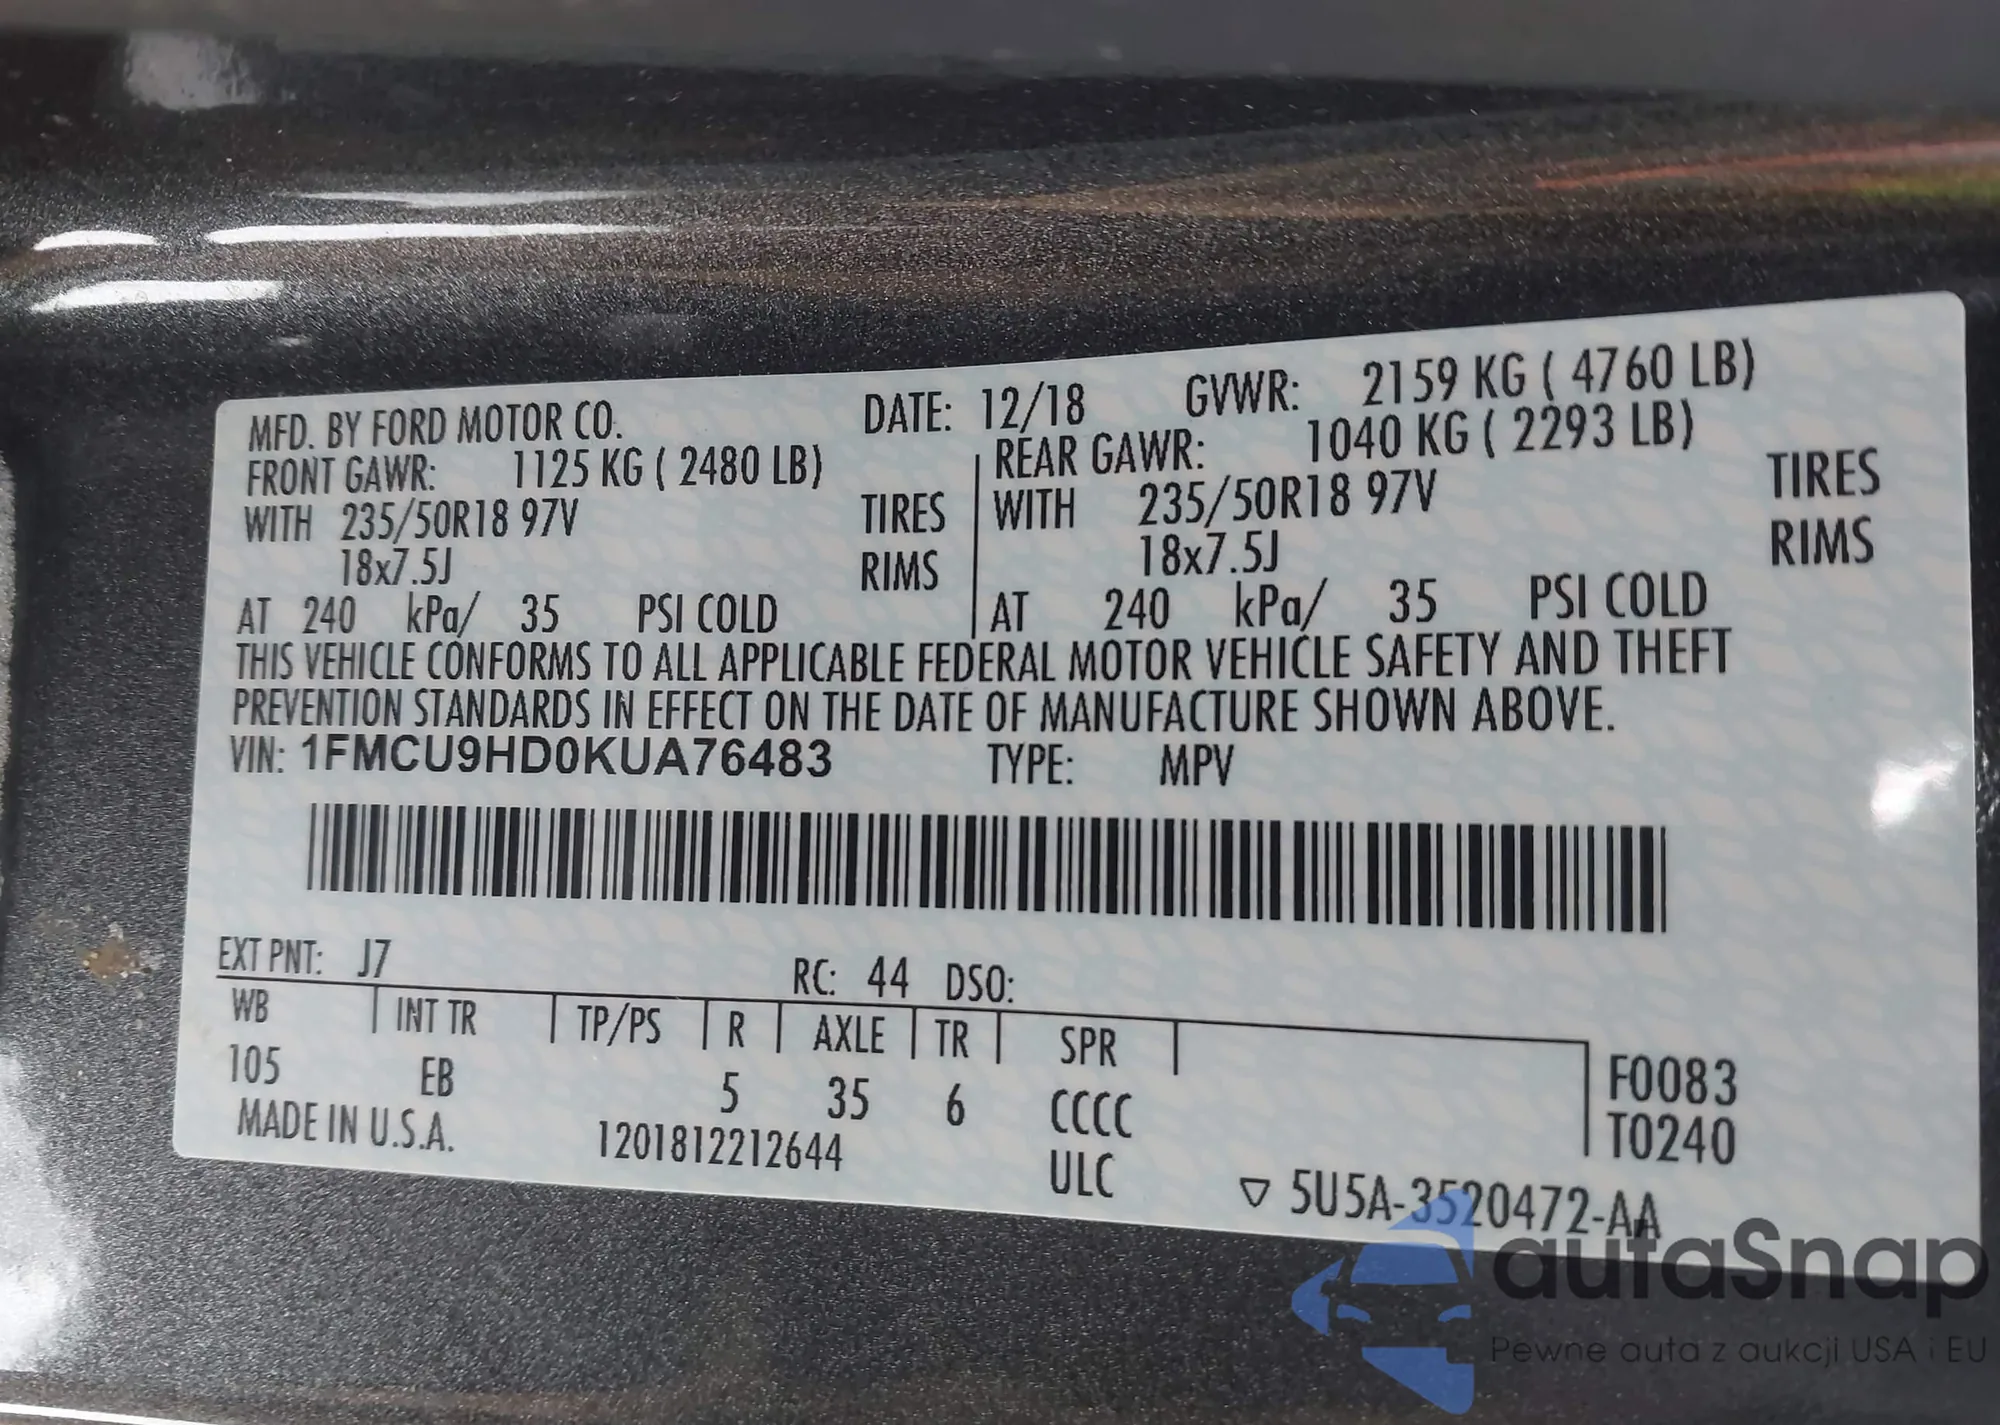 MFD. BY FORD MOTOR CO. DATE: 12/18 GVWR: 2159 KG ( 4760 LB)
FRONT GAWR: 1125 KG ( 2480 LB) REAR GAWR: 1040 KG ( 2293 LB)
WITH 235/50R18 97V TIRES WITH 235/50R18 97V TIRES
18x7.5J RIMS 18x7.5J RIMS
AT 240 kPa/ 35 PSI COLD AT 240 kPa/ 35 PSI COLD
THIS VEHICLE CONFORMS TO ALL APPLICABLE FEDERAL MOTOR VEHICLE SAFETY AND THEFT
PREVENTION STANDARDS IN EFFECT ON THE DATE OF MANUFACTURE SHOWN ABOVE.
VIN: 1FMCU9HD0KUA76483 TYPE: MPV
EXT PNT: J7 RC: 44 DSO:
WB INT TR TP/PS R AXLE TR SPR
105 EB 5 35 6 CCCC F0083
MADE IN U.S.A. 1201812212644 ULC T0240
▽ 5U5A-3520472-AA
autaSnap
Pewne auta z aukcji USA i EU